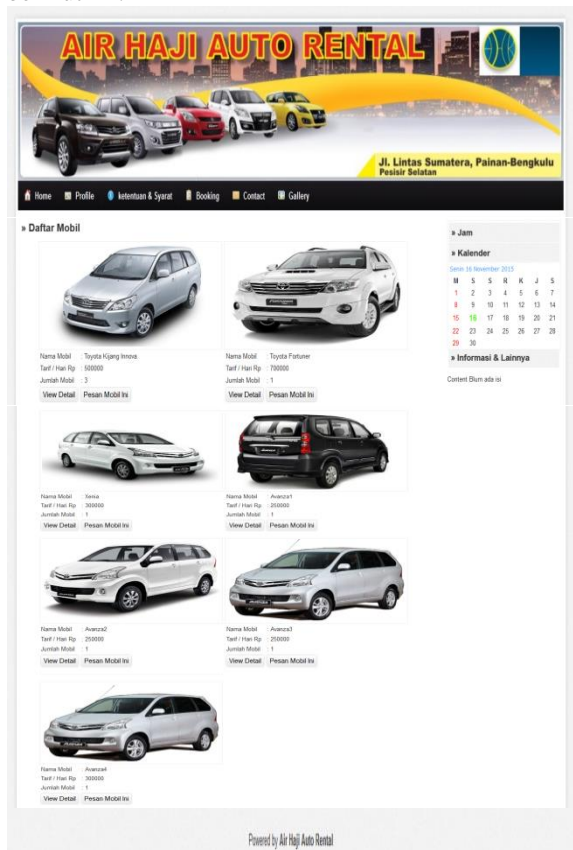 AIR HAJI AUTO RENTAL
Jl. Lintas Sumatera, Painan-Bengkulu
Pesisir Selatan
Home Profile ketentuan & Syarat Booking Contact Gallery
» Daftar Mobil
Nama Mobil : Toyota Kijang Innova
Tarif / Hari Rp : 500000
Jumlah Mobil : 3
View Detail Pesan Mobil Ini
Nama Mobil : Toyota Fortuner
Tarif / Hari Rp : 700000
Jumlah Mobil : 1
View Detail Pesan Mobil Ini
Nama Mobil : Xenia
Tarif / Hari Rp : 300000
Jumlah Mobil : 1
View Detail Pesan Mobil Ini
Nama Mobil : Avanza1
Tarif / Hari Rp : 250000
Jumlah Mobil : 1
View Detail Pesan Mobil Ini
Nama Mobil : Avanza2
Tarif / Hari Rp : 250000
Jumlah Mobil : 1
View Detail Pesan Mobil Ini
Nama Mobil : Avanza3
Tarif / Hari Rp : 250000
Jumlah Mobil : 1
View Detail Pesan Mobil Ini
Nama Mobil : Avanza4
Tarif / Hari Rp : 300000
Jumlah Mobil : 1
View Detail Pesan Mobil Ini
» Jam
» Kalender
Senin 16 November 2015
M S S R K J S
1 2 3 4 5 6 7
8 9 10 11 12 13 14
15 16 17 18 19 20 21
22 23 24 25 26 27 28
29 30
» Informasi & Lainnya
Content Blum ada isi
Powered by Air Haji Auto Rental